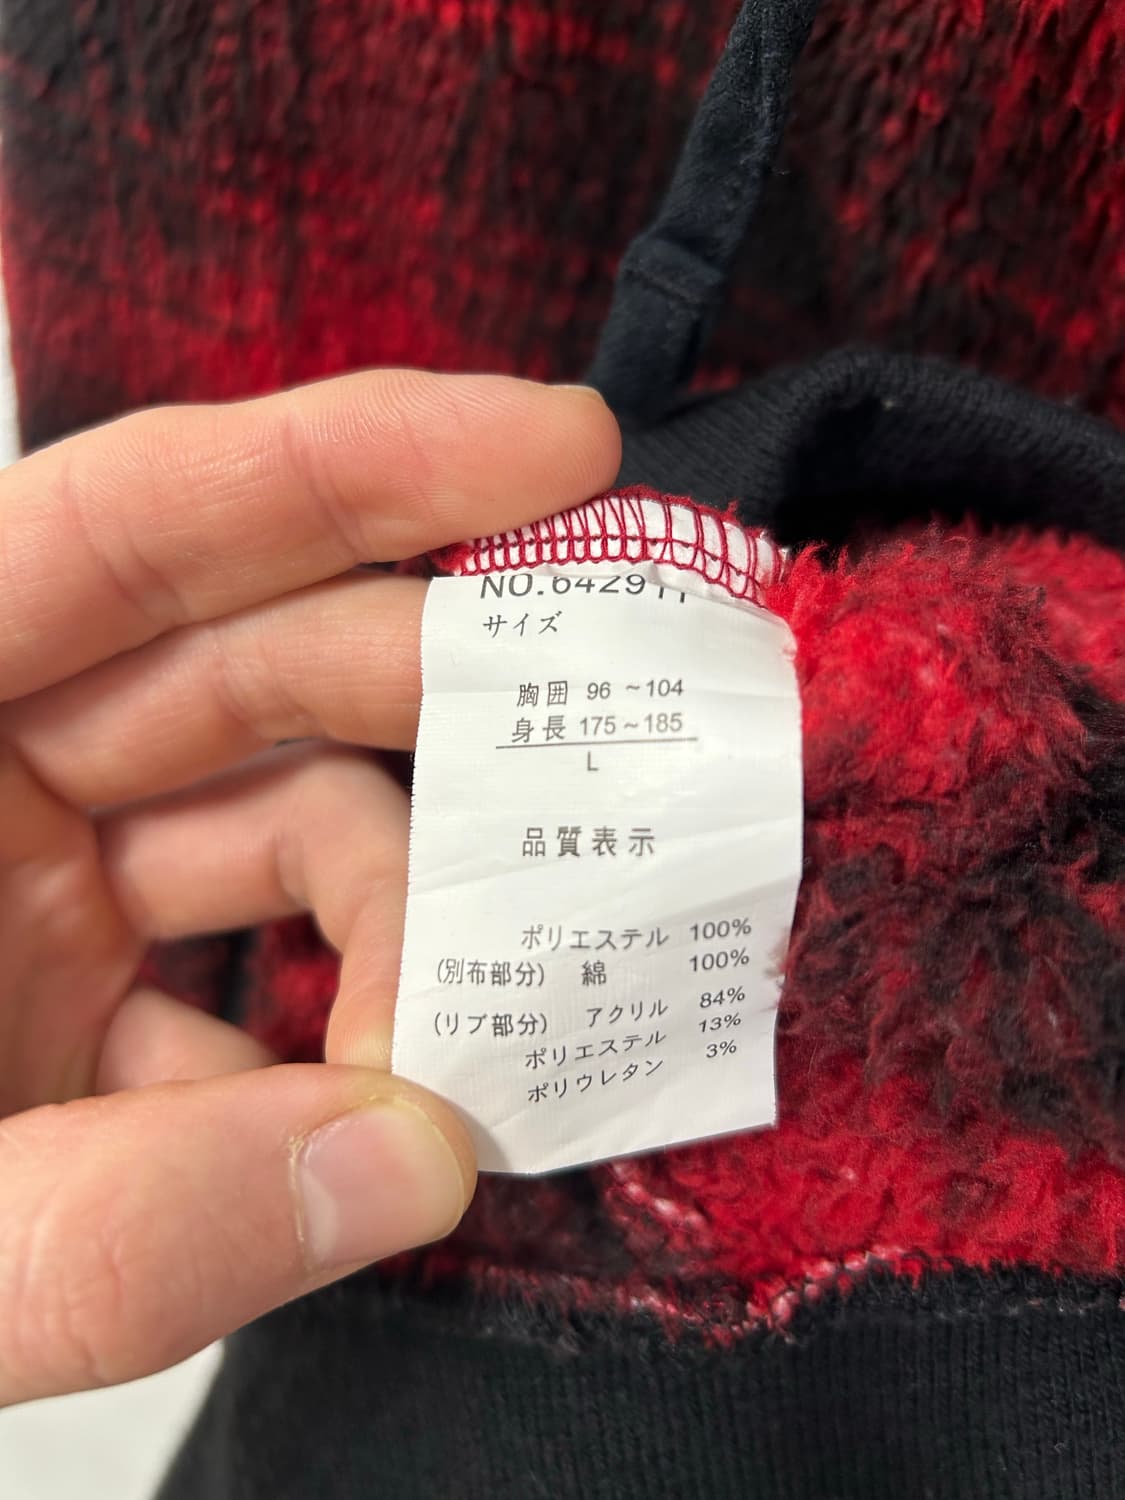 NO.642911
サイズ
胸囲 96 ~104
身長 175~185
L
品質表示
ポリエステル 100%
(別布部分) 綿 100%
(リブ部分) アクリル 84%
ポリエステル 13%
ポリウレタン 3%